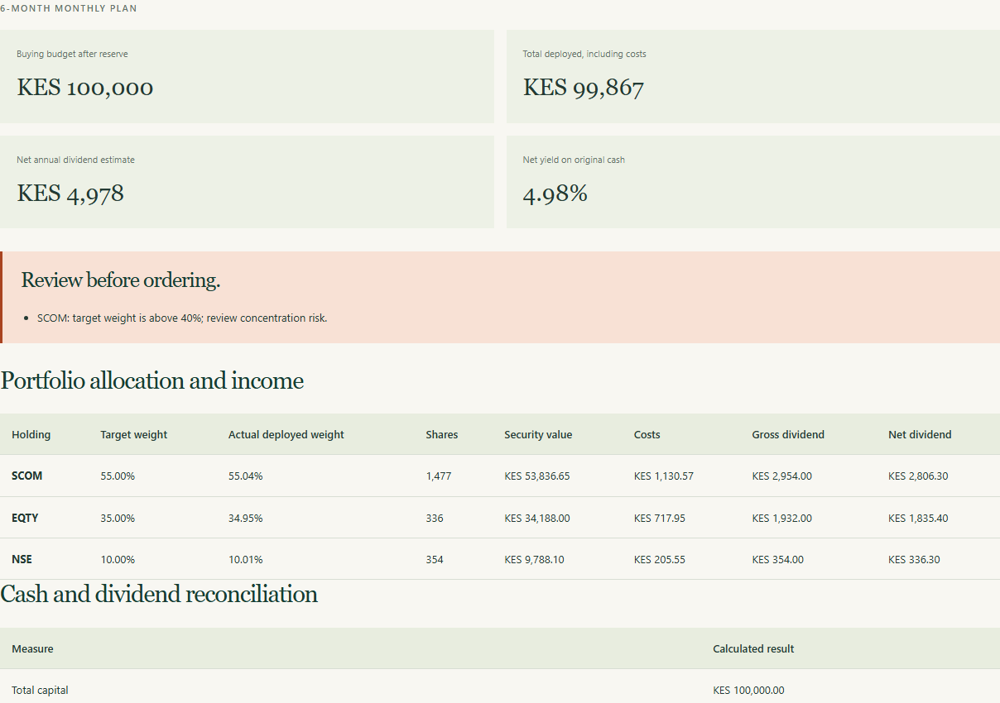 6-MONTH MONTHLY PLAN
Buying budget after reserve
KES 100,000
Total deployed, including costs
KES 99,867
Net annual dividend estimate
KES 4,978
Net yield on original cash
4.98%
Review before ordering.
• SCOM: target weight is above 40%; review concentration risk.
Portfolio allocation and income
Holding Target weight Actual deployed weight Shares Security value Costs Gross dividend Net dividend
SCOM 55.00% 55.04% 1,477 KES 53,836.65 KES 1,130.57 KES 2,954.00 KES 2,806.30
EQTY 35.00% 34.95% 336 KES 34,188.00 KES 717.95 KES 1,932.00 KES 1,835.40
NSE 10.00% 10.01% 354 KES 9,788.10 KES 205.55 KES 354.00 KES 336.30
Cash and dividend reconciliation
Measure Calculated result
Total capital KES 100,000.00